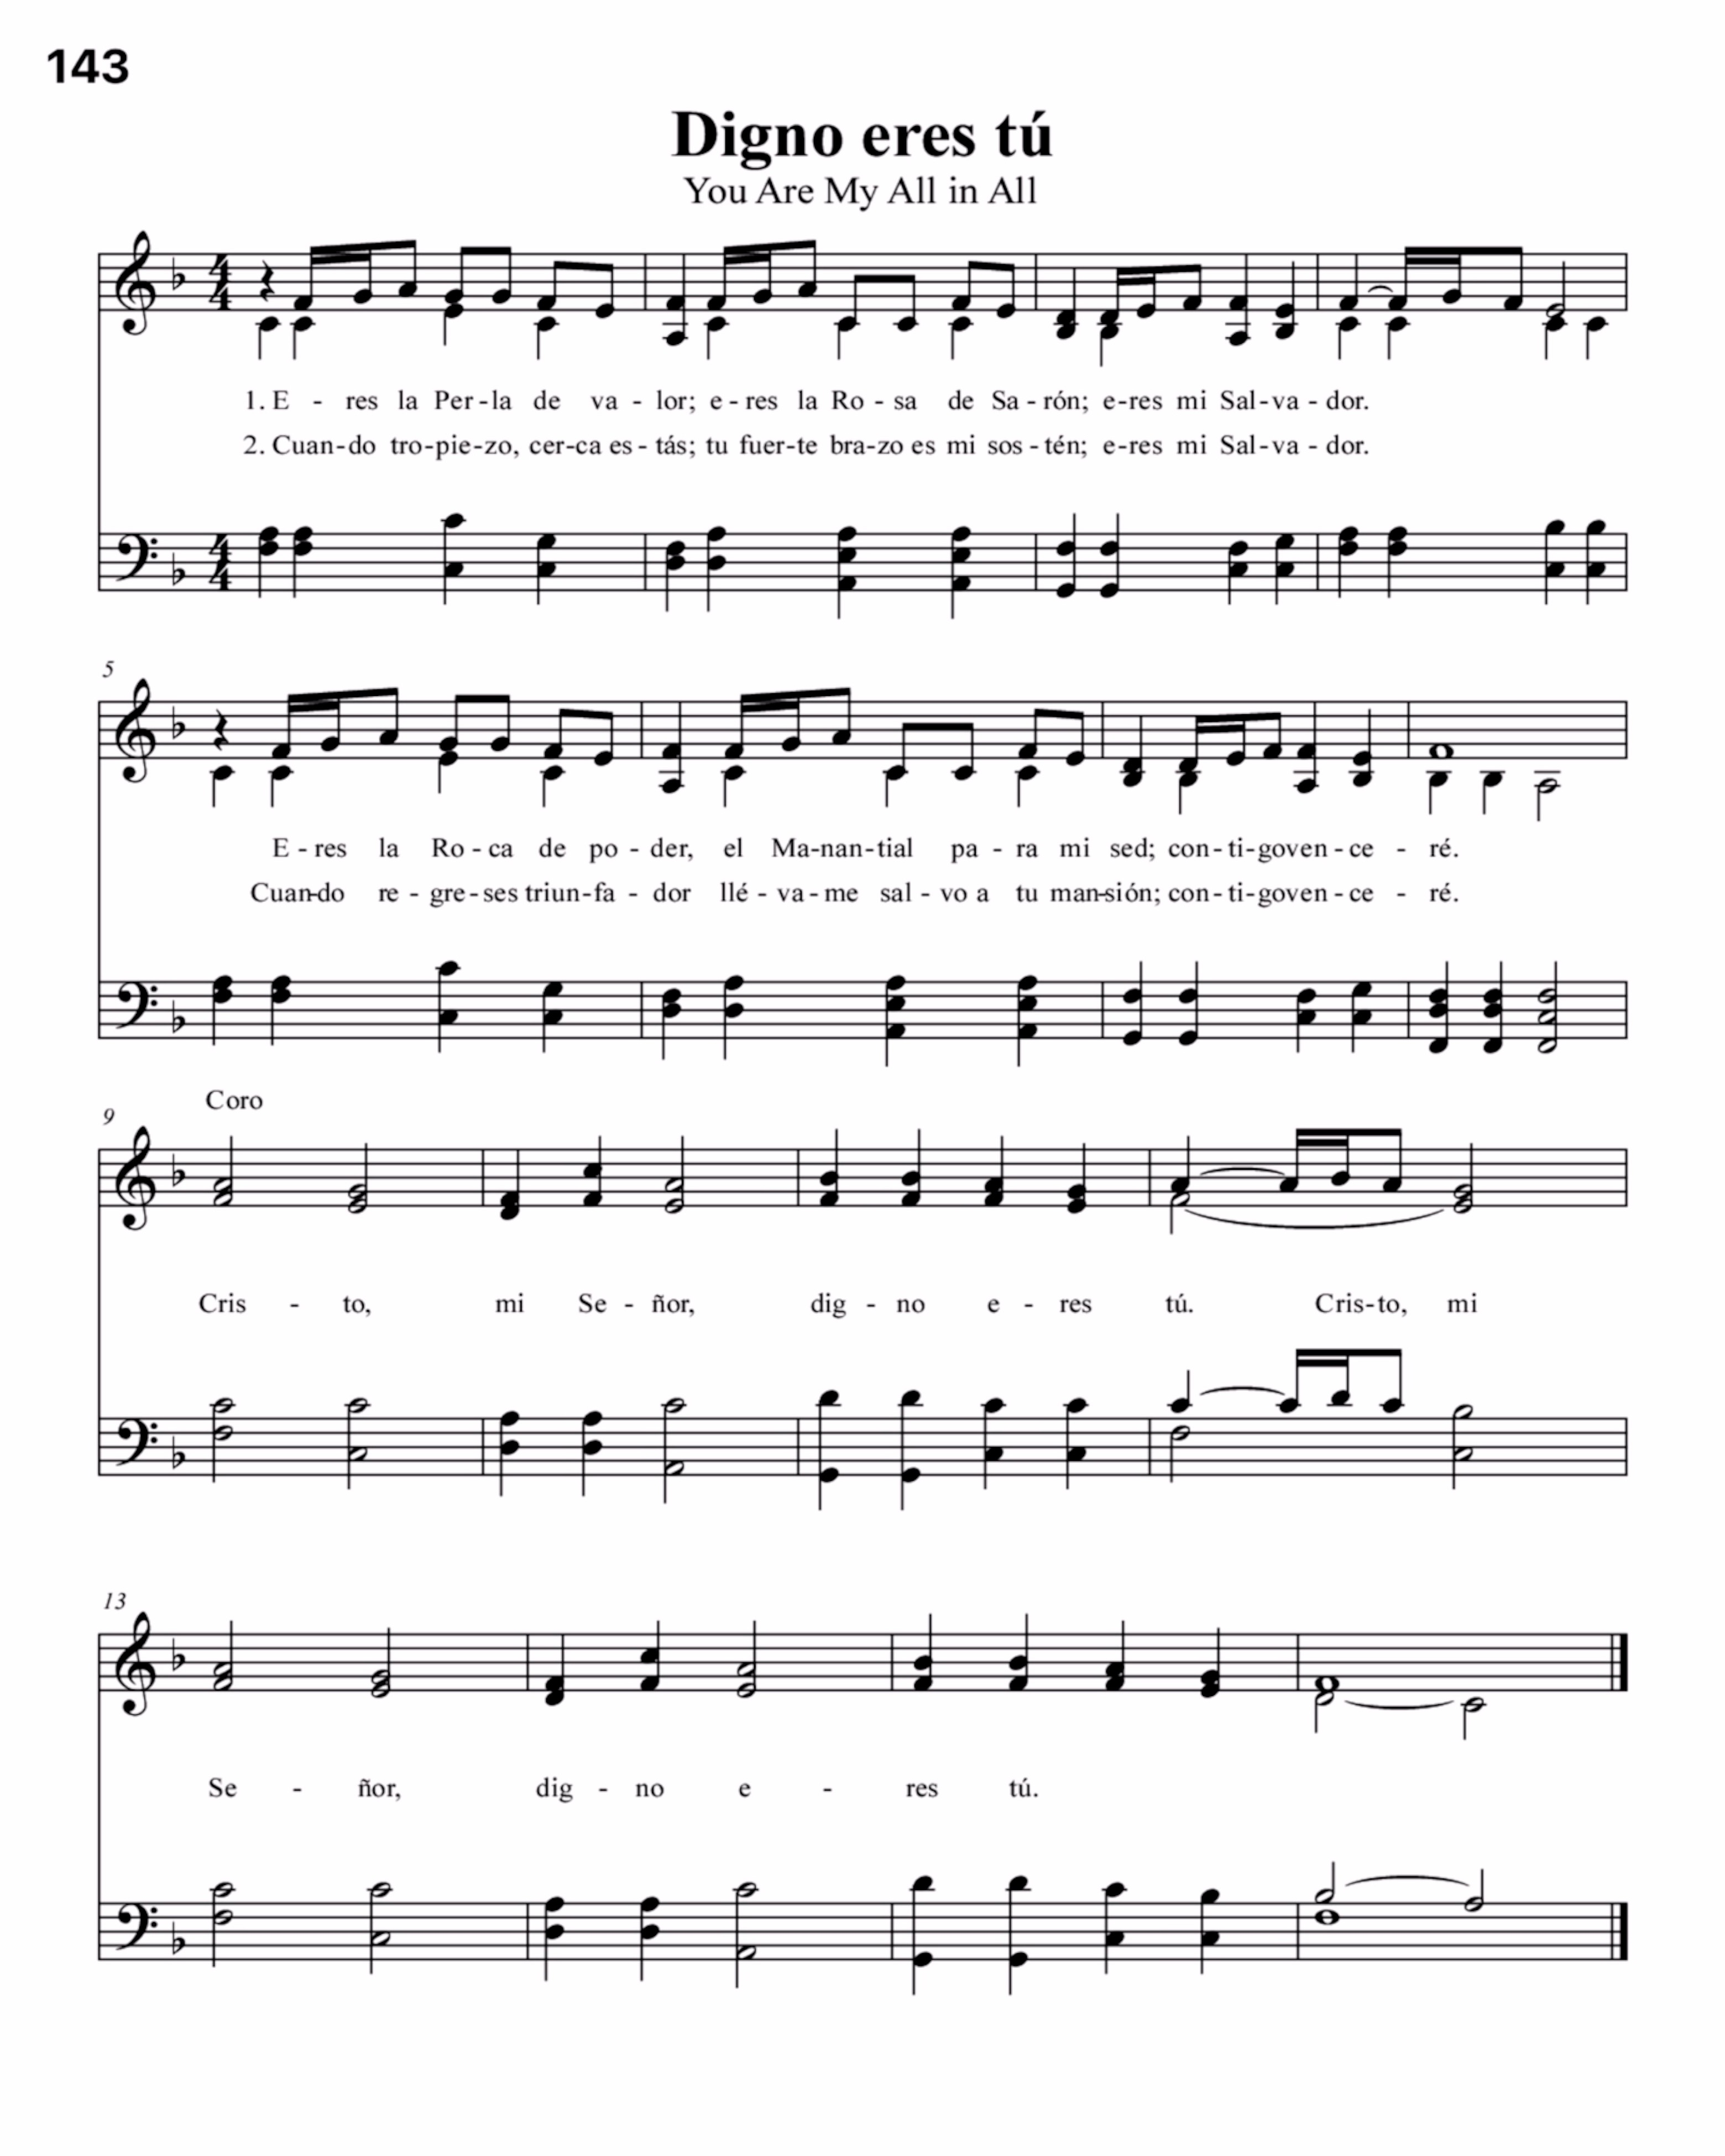 143
Digno eres tú
You Are My All in All
1. E - res la Per-la de va - lor; e-res la Ro - sa de Sa - rón; e-res mi Sal-va - dor.
2. Cuan-do tro-pie-zo, cer-ca es - tás; tu fuer-te bra-zo es mi sos - tén; e-res mi Sal-va - dor.
5
E - res la Ro - ca de po - der, el Ma-nan-tial pa - ra mi sed; con-ti-goven-ce - ré.
Cuan-do re - gre-ses triun-fa - dor llé - va-me sal - vo a tu man-sión; con-ti-goven-ce - ré.
Coro
9
Cris - to, mi Se - ñor, dig - no e - res tú. Cris-to, mi
13
Se - ñor, dig - no e - res tú.